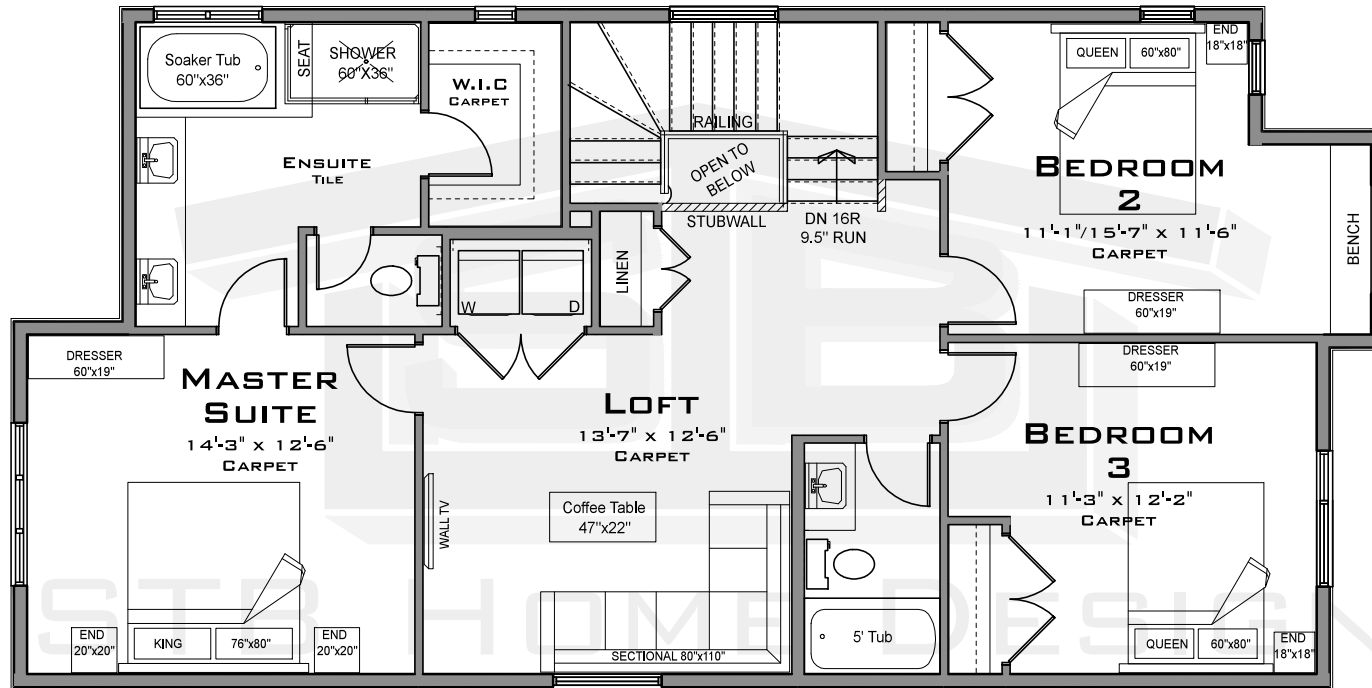 Soaker Tub
60"x36"
SEAT
SHOWER
60"X36"
W.I.C
CARPET
ENSUITE
TILE
RAILING
OPEN TO
BELOW
STUBWALL
DN 16R
9.5" RUN
LINEN
W
D
QUEEN
60"x80"
END
18"x18"
BEDROOM
2
11'-1"/15'-7" x 11'-6"
CARPET
BENCH
DRESSER
60"x19"
DRESSER
60"x19"
MASTER
SUITE
14'-3" x 12'-6"
CARPET
KING
76"x80"
END
20"x20"
END
20"x20"
LOFT
13'-7" x 12'-6"
CARPET
WALL TV
Coffee Table
47"x22"
SECTIONAL 80"x110"
5' Tub
DRESSER
60"x19"
BEDROOM
3
11'-3" x 12'-2"
CARPET
QUEEN
60"x80"
END
18"x18"
STB HOME DESIGN
STB